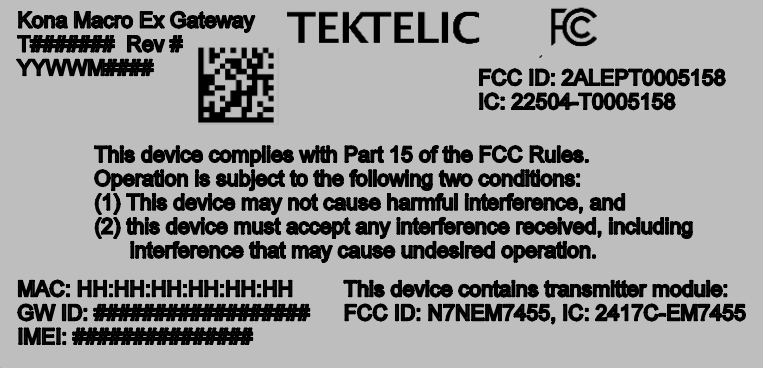 Kona Macro Ex Gateway
T####### Rev #
YYWWM####
TEKTELIC
FC
FCC ID: 2ALEPT0005158
IC: 22504-T0005158
This device complies with Part 15 of the FCC Rules.
Operation is subject to the following two conditions:
(1) This device may not cause harmful interference, and
(2) this device must accept any interference received, including
interference that may cause undesired operation.
MAC: HH:HH:HH:HH:HH:HH
GW ID: ##################
IMEI: ###############
This device contains transmitter module:
FCC ID: N7NEM7455, IC: 2417C-EM7455